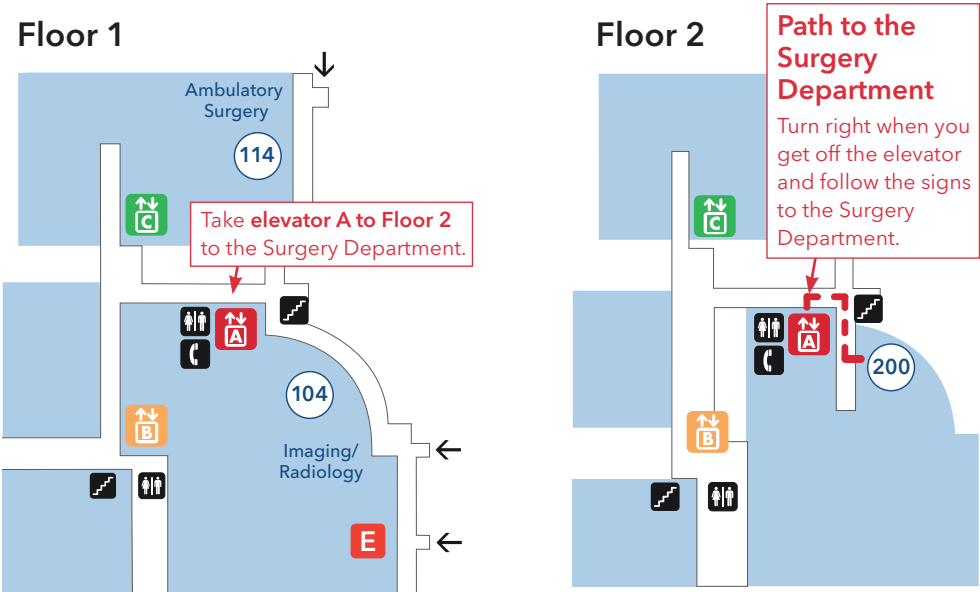 Floor 1
Ambulatory
Surgery
114
C
Take elevator A to Floor 2
to the Surgery Department.
A
104
B
Imaging/
Radiology
E
Floor 2
Path to the
Surgery
Department
Turn right when you
get off the elevator
and follow the signs
to the Surgery
Department.
C
A
200
B